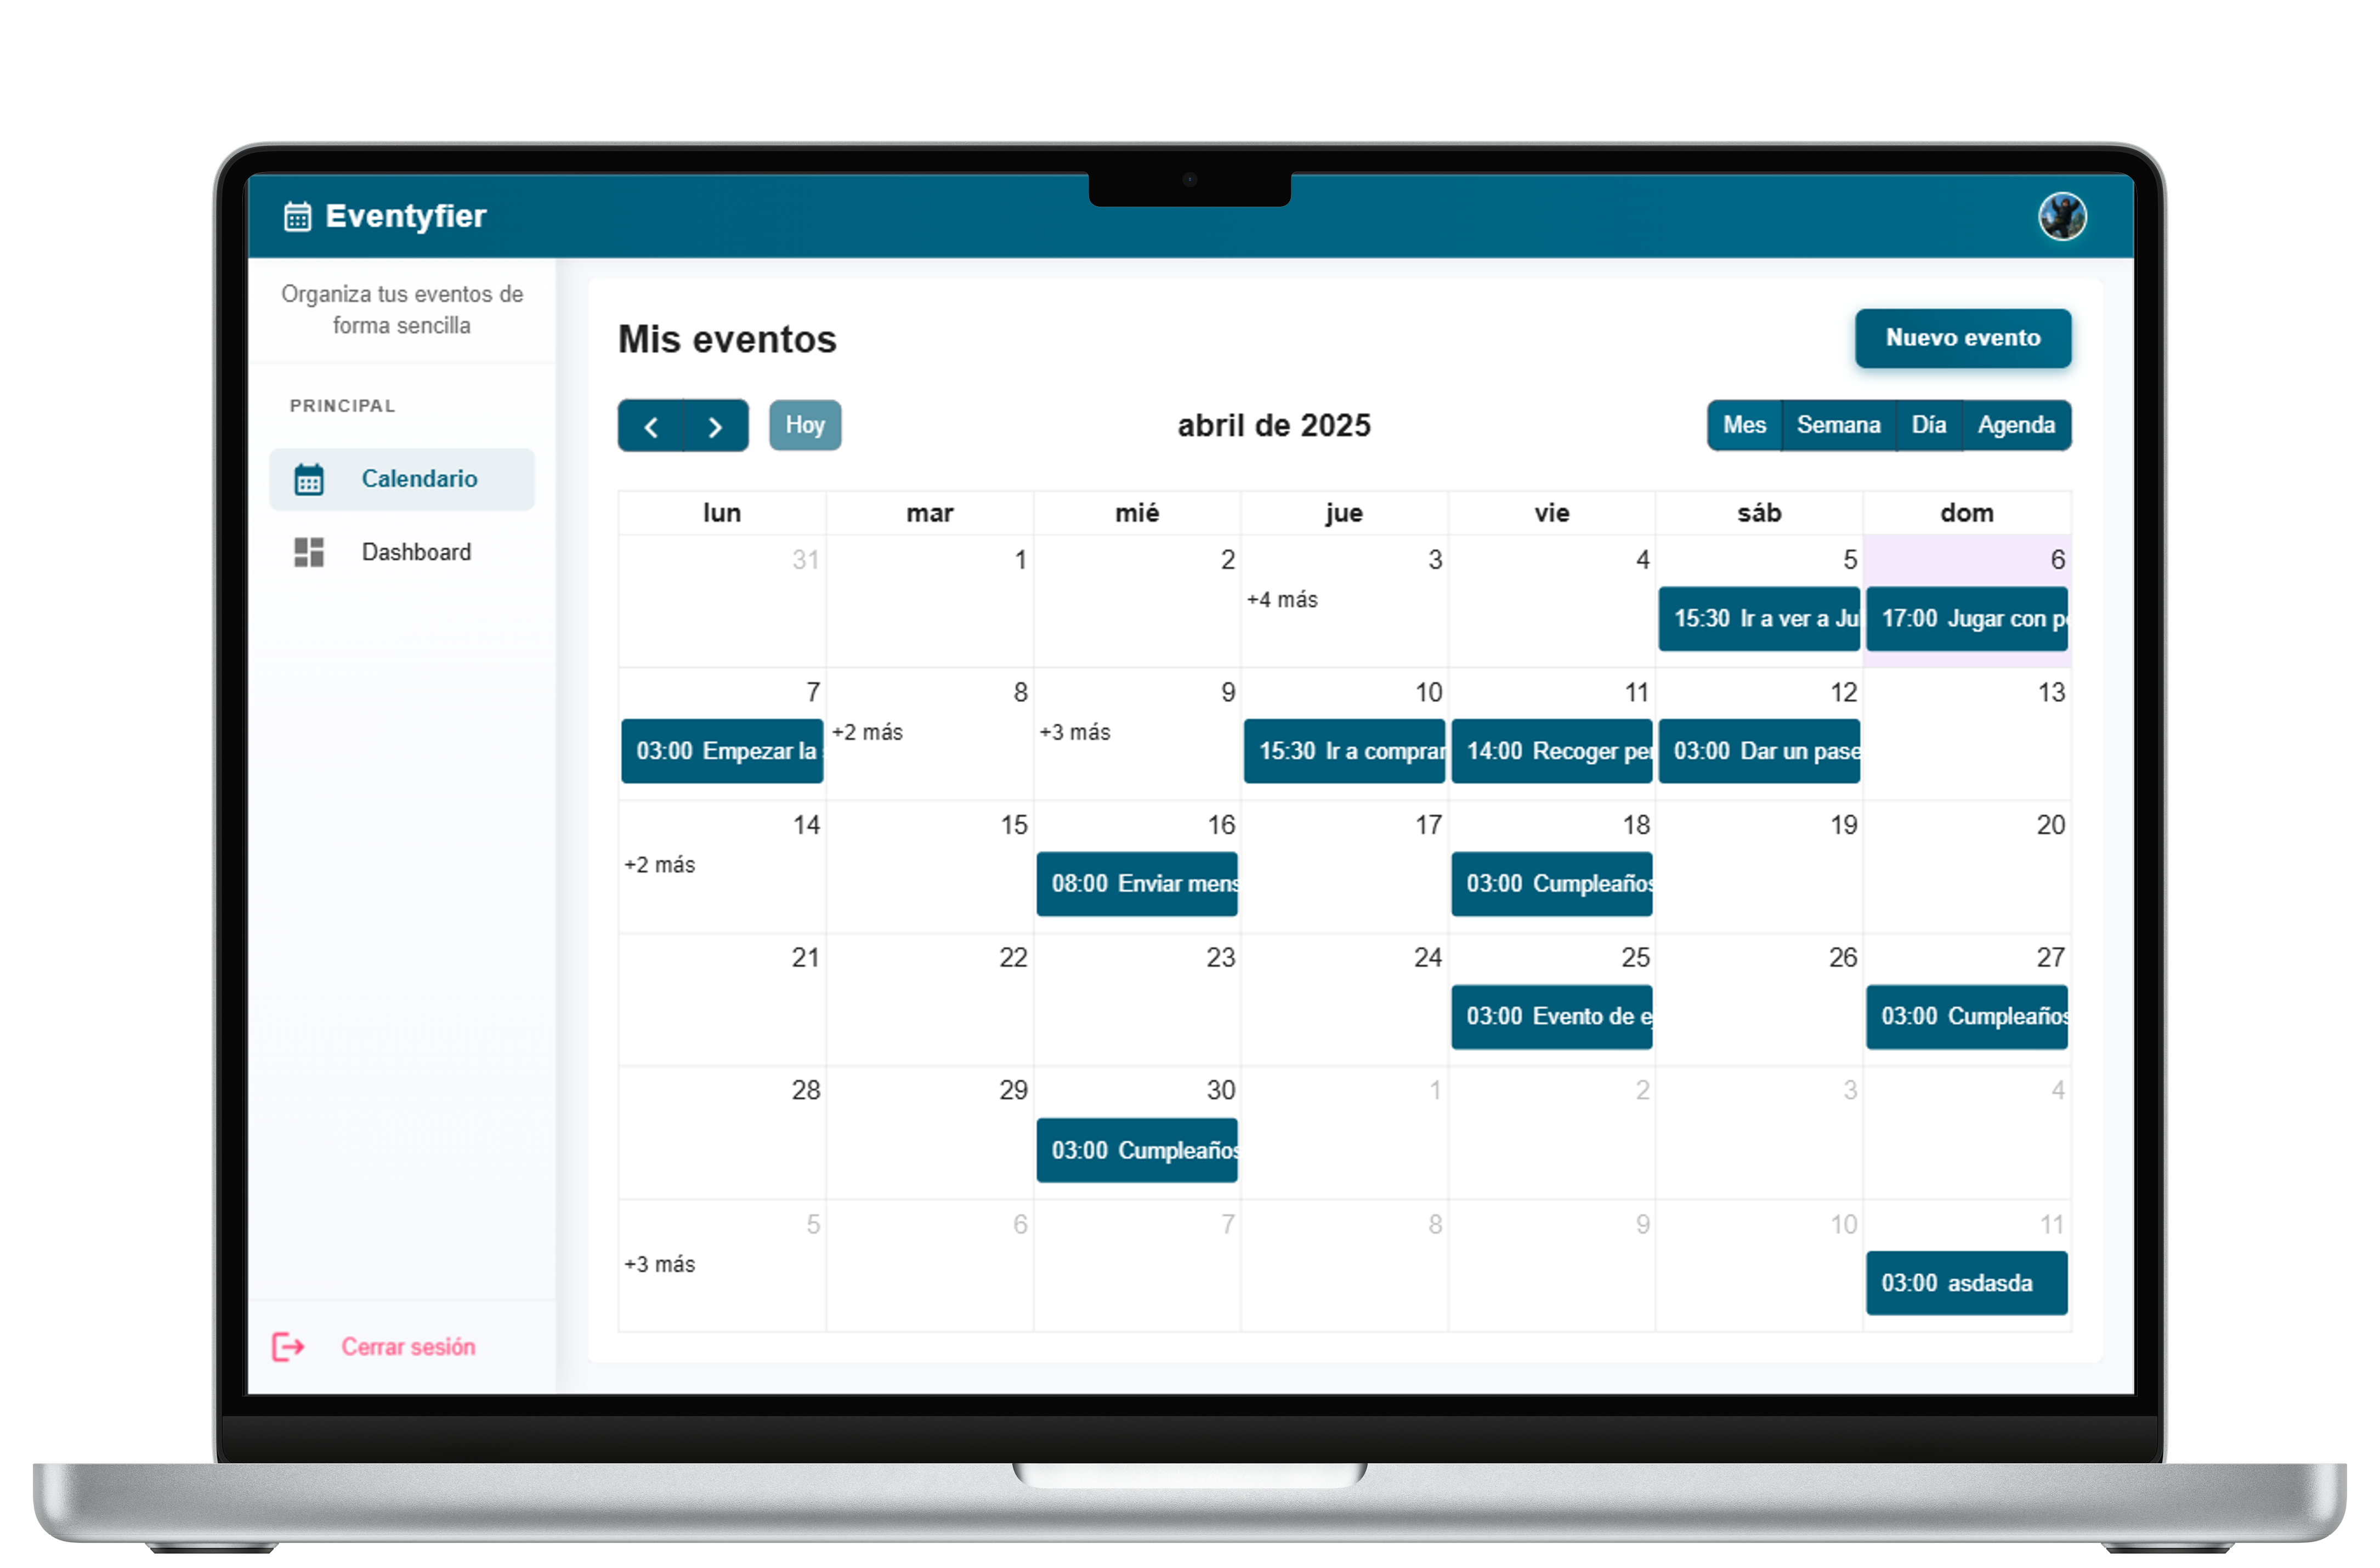 Eventyfier
Organiza tus eventos de
forma sencilla
PRINCIPAL
Calendario
Dashboard
Cerrar sesión
Mis eventos
Nuevo evento
Hoy
abril de 2025
Mes Semana Día Agenda
lun mar mié jue vie sáb dom
31 1 2 3 4 5 6
+4 más
15:30 Ir a ver a Ju
17:00 Jugar con p
7 8 9 10 11 12 13
03:00 Empezar la
+2 más
+3 más
15:30 Ir a comprar
14:00 Recoger pe
03:00 Dar un pase
14 15 16 17 18 19 20
+2 más
08:00 Enviar mens
03:00 Cumpleaños
21 22 23 24 25 26 27
03:00 Evento de e
03:00 Cumpleaños
28 29 30 1 2 3 4
03:00 Cumpleaños
5 6 7 8 9 10 11
+3 más
03:00 asdasda